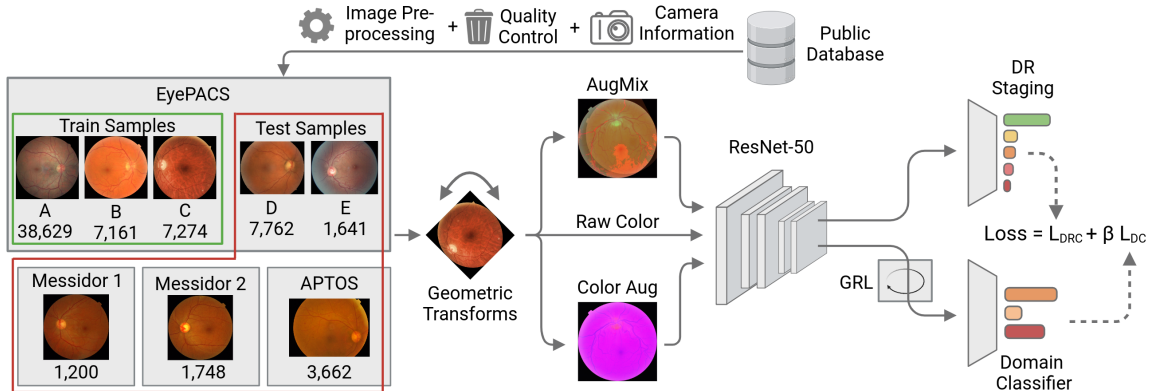 Image Pre-
processing
+
Quality
Control
+
Camera
Information
Public
Database
EyePACS
Train Samples
Test Samples
A
B
C
D
E
38,629
7,161
7,274
7,762
1,641
Messidor 1
Messidor 2
APTOS
1,200
1,748
3,662
Geometric
Transforms
AugMix
Raw Color
Color Aug
ResNet-50
GRL
DR
Staging
Loss = L_DRC + β L_DC
Domain
Classifier